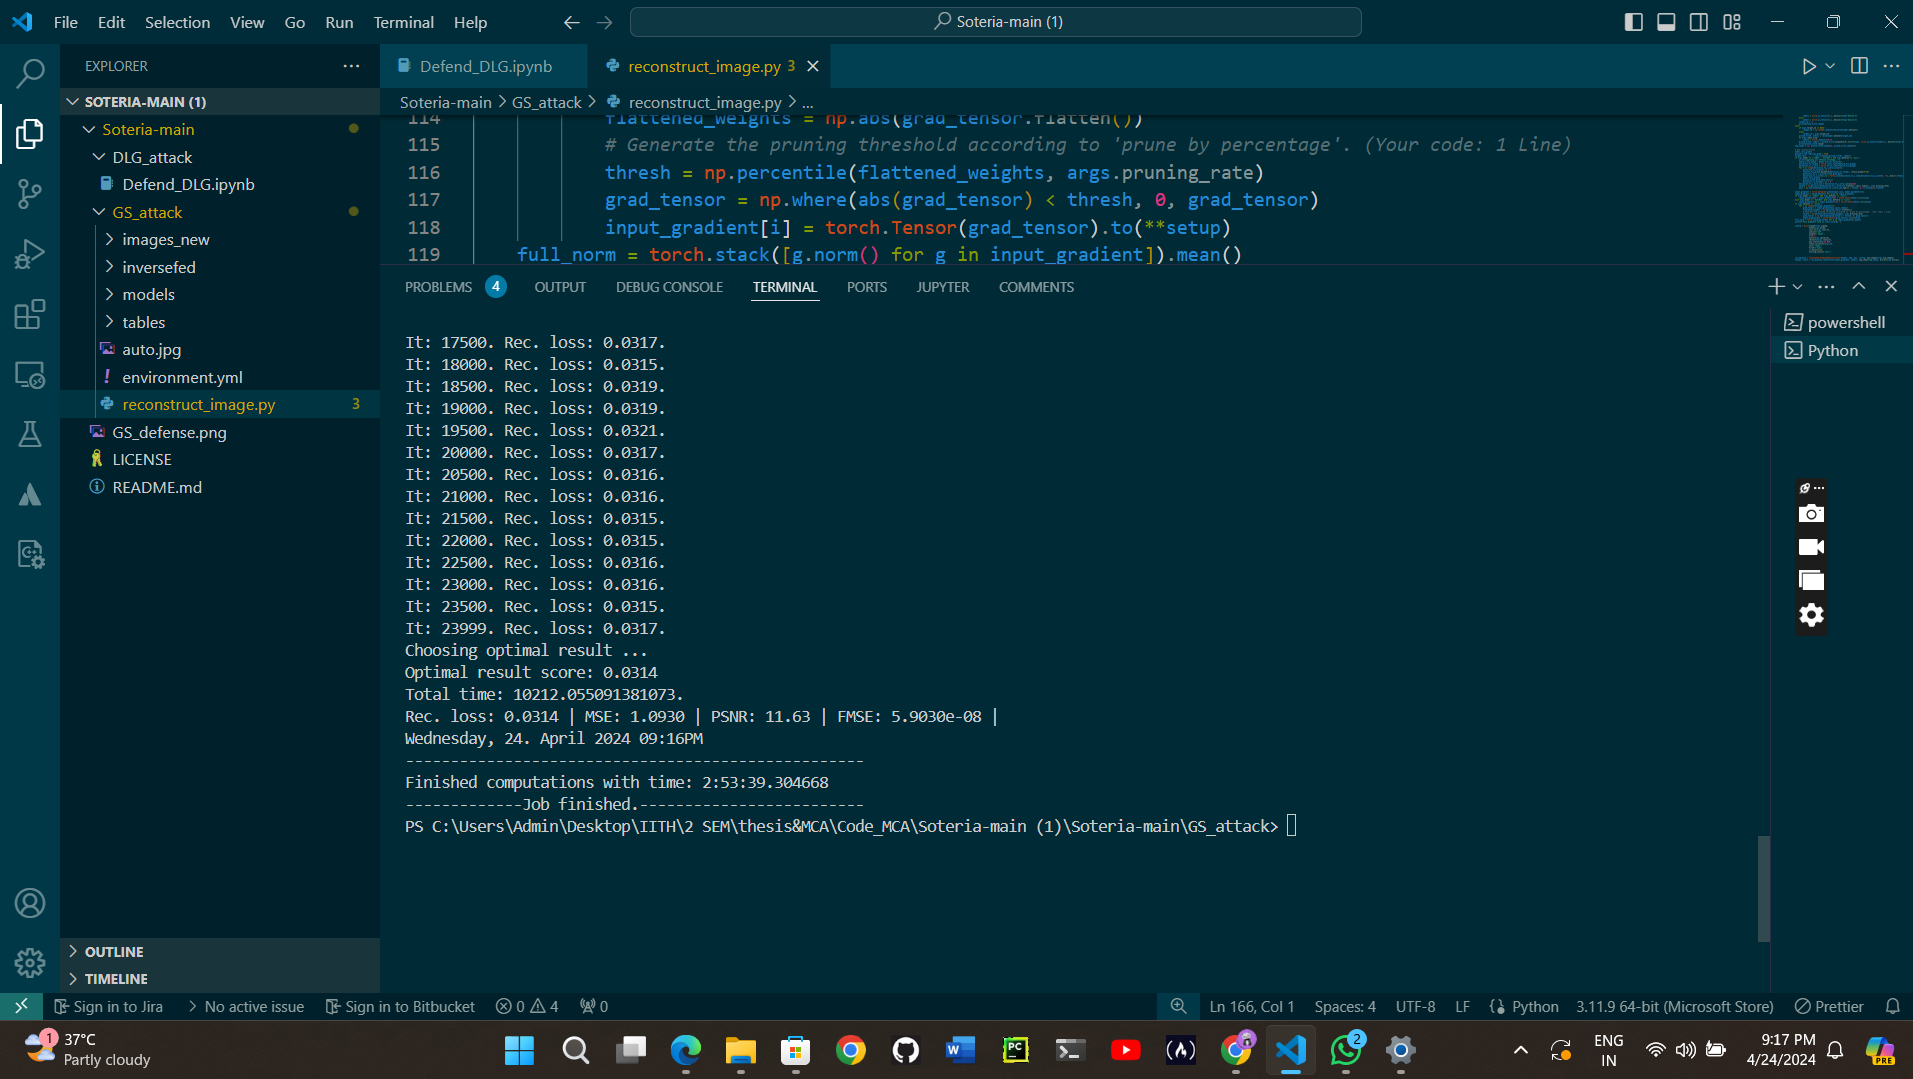 File Edit Selection View Go Run Terminal Help
Soteria-main (1)
EXPLORER
SOTERIA-MAIN (1)
Soteria-main
DLG_attack
Defend_DLG.ipynb
GS_attack
images_new
inversefed
models
tables
auto.jpg
! environment.yml
reconstruct_image.py 3
GS_defense.png
LICENSE
README.md
OUTLINE
TIMELINE
Defend_DLG.ipynb
reconstruct_image.py 3
Soteria-main > GS_attack > reconstruct_image.py > ...
114 flattened_weights = np.abs(grad_tensor.flatten())
115 # Generate the pruning threshold according to 'prune by percentage'. (Your code: 1 Line)
116 thresh = np.percentile(flattened_weights, args.pruning_rate)
117 grad_tensor = np.where(abs(grad_tensor) < thresh, 0, grad_tensor)
118 input_gradient[i] = torch.Tensor(grad_tensor).to(**setup)
119 full_norm = torch.stack([g.norm() for g in input_gradient]).mean()
PROBLEMS 4 OUTPUT DEBUG CONSOLE TERMINAL PORTS JUPYTER COMMENTS
powershell
Python
It: 17500. Rec. loss: 0.0317.
It: 18000. Rec. loss: 0.0315.
It: 18500. Rec. loss: 0.0319.
It: 19000. Rec. loss: 0.0319.
It: 19500. Rec. loss: 0.0321.
It: 20000. Rec. loss: 0.0317.
It: 20500. Rec. loss: 0.0316.
It: 21000. Rec. loss: 0.0316.
It: 21500. Rec. loss: 0.0315.
It: 22000. Rec. loss: 0.0315.
It: 22500. Rec. loss: 0.0316.
It: 23000. Rec. loss: 0.0316.
It: 23500. Rec. loss: 0.0315.
It: 23999. Rec. loss: 0.0317.
Choosing optimal result ...
Optimal result score: 0.0314
Total time: 10212.055091381073.
Rec. loss: 0.0314 | MSE: 1.0930 | PSNR: 11.63 | FMSE: 5.9030e-08 |
Wednesday, 24. April 2024 09:16PM
---------------------------------------------------
Finished computations with time: 2:53:39.304668
-------------Job finished.-------------------------
PS C:\Users\Admin\Desktop\IITH\2 SEM\thesis&MCA\Code_MCA\Soteria-main (1)\Soteria-main\GS_attack>
Sign in to Jira No active issue Sign in to Bitbucket 0 4 0
Ln 166, Col 1 Spaces: 4 UTF-8 LF Python 3.11.9 64-bit (Microsoft Store) Prettier
1
37°C
Partly cloudy
PC
2
ENG
IN
9:17 PM
4/24/2024
PRE